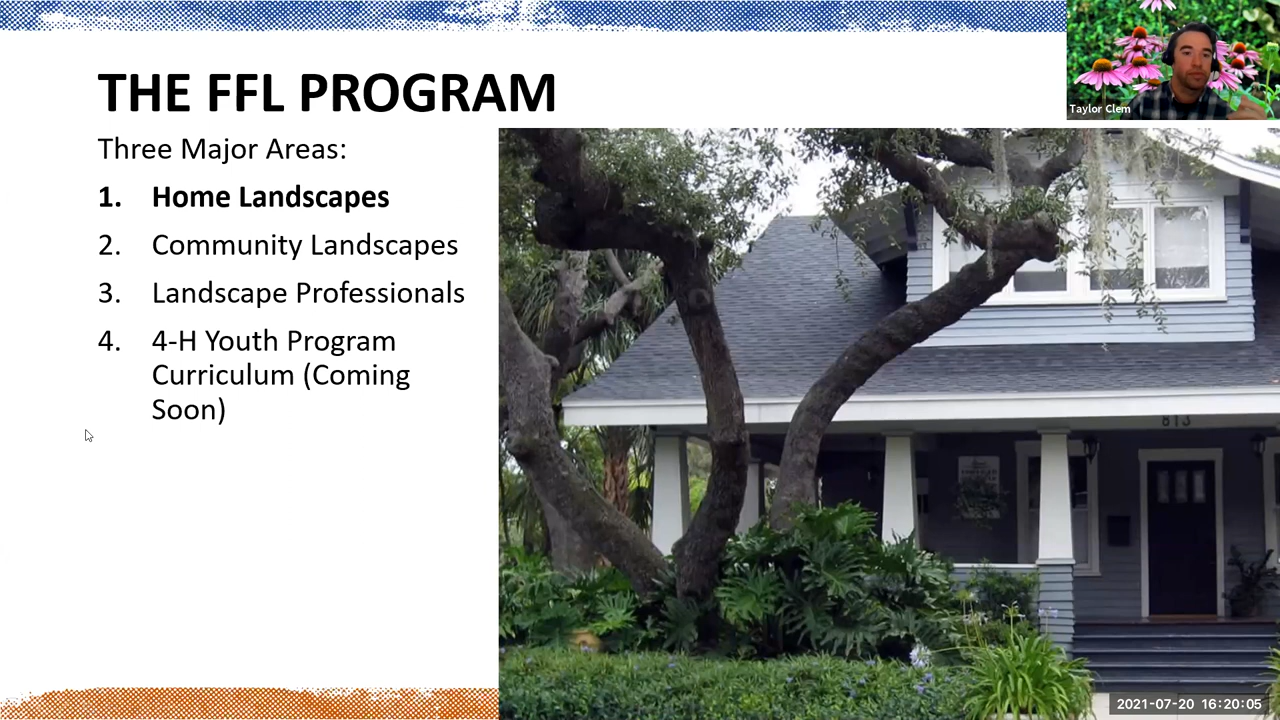 THE FFL PROGRAM
Three Major Areas:
1. Home Landscapes
2. Community Landscapes
3. Landscape Professionals
4. 4-H Youth Program
Curriculum (Coming
Soon)
Taylor Clem
813
2021-07-20 16:20:05